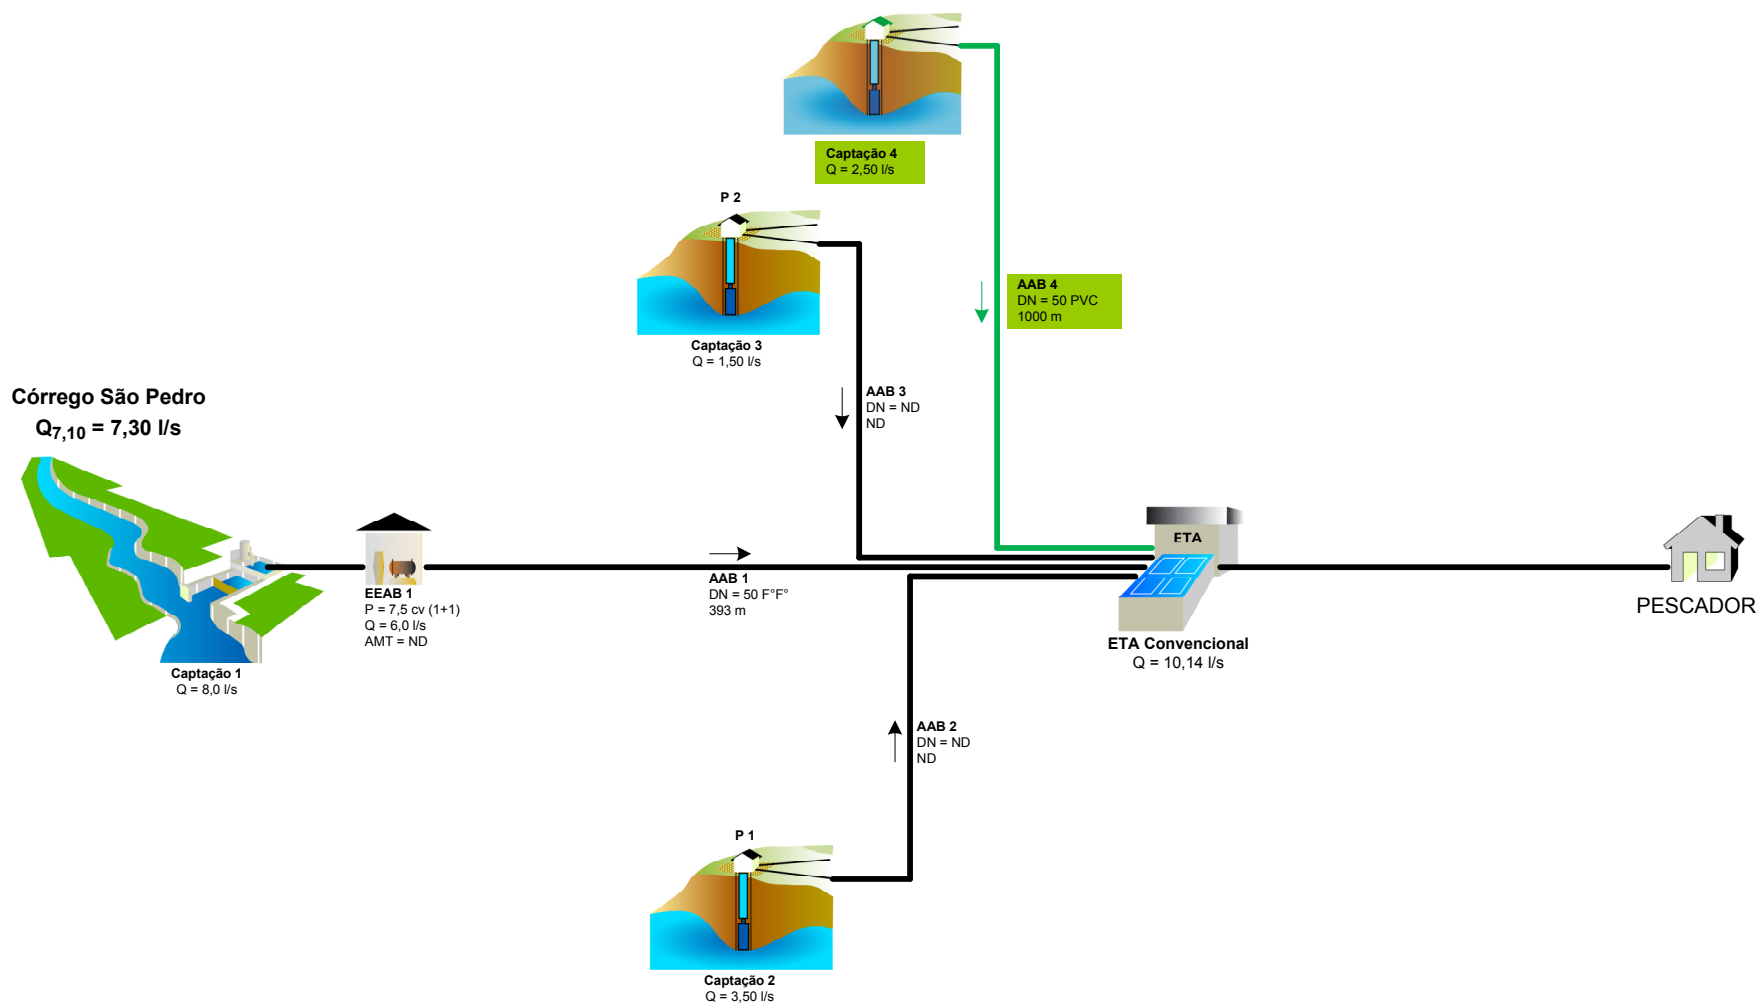 Captação 4
Q = 2,50 l/s
P 2
AAB 4
DN = 50 PVC
1000 m
Captação 3
Q = 1,50 l/s
Córrego São Pedro
Q7,10 = 7,30 l/s
AAB 3
DN = ND
ND
ETA
EEAB 1
P = 7,5 cv (1+1)
Q = 6,0 l/s
AMT = ND
AAB 1
DN = 50 F°F°
393 m
PESCADOR
ETA Convencional
Q = 10,14 l/s
Captação 1
Q = 8,0 l/s
AAB 2
DN = ND
ND
P 1
Captação 2
Q = 3,50 l/s